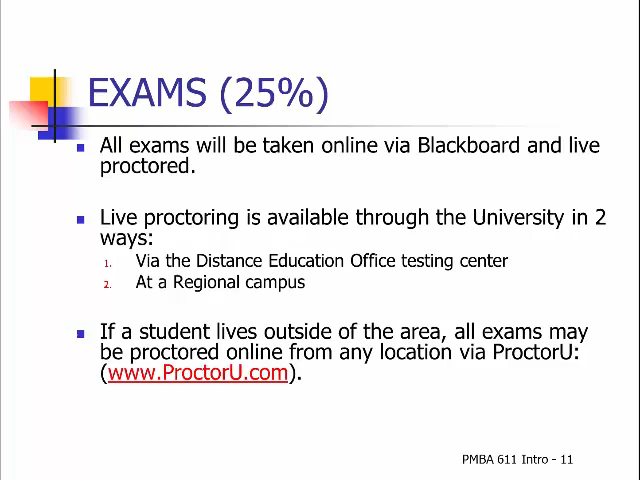 EXAMS (25%)
All exams will be taken online via Blackboard and live
proctored.
Live proctoring is available through the University in 2
ways:
1. Via the Distance Education Office testing center
2. At a Regional campus
If a student lives outside of the area, all exams may
be proctored online from any location via ProctorU:
(www.ProctorU.com).
PMBA 611 Intro - 11